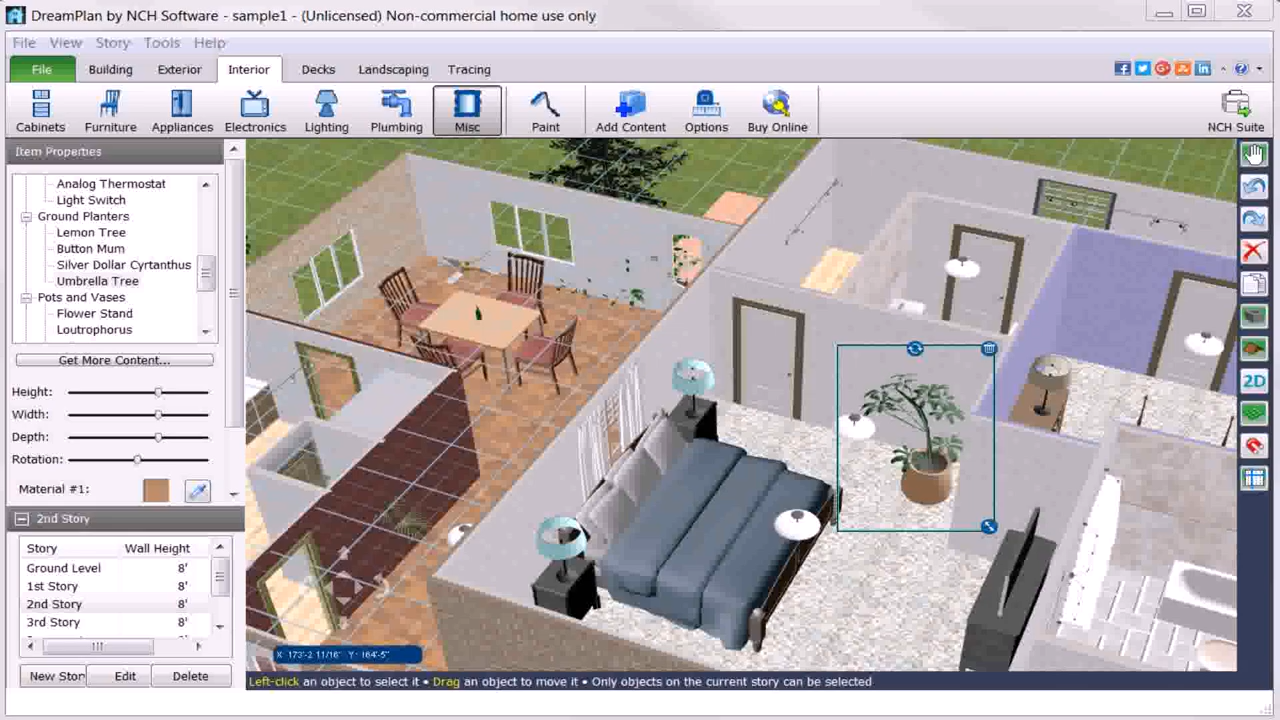 DreamPlan by NCH Software - sample1 - (Unlicensed) Non-commercial home use only
File View Story Tools Help
File Building Exterior Interior Decks Landscaping Tracing
Cabinets Furniture Appliances Electronics Lighting Plumbing Misc Paint Add Content Options Buy Online NCH Suite
Item Properties
Analog Thermostat
Light Switch
Ground Planters
Lemon Tree
Button Mum
Silver Dollar Cyrtanthus
Umbrella Tree
Pots and Vases
Flower Stand
Loutrophorus
Get More Content...
Height:
Width:
Depth:
Rotation:
Material #1:
2D
2nd Story
Story Wall Height
Ground Level 8'
1st Story 8'
2nd Story 8'
3rd Story 8'
New Stor Edit Delete
X: 173'-2 11/16" Y: 164'-5"
Left-click an object to select it • Drag an object to move it • Only objects on the current story can be selected